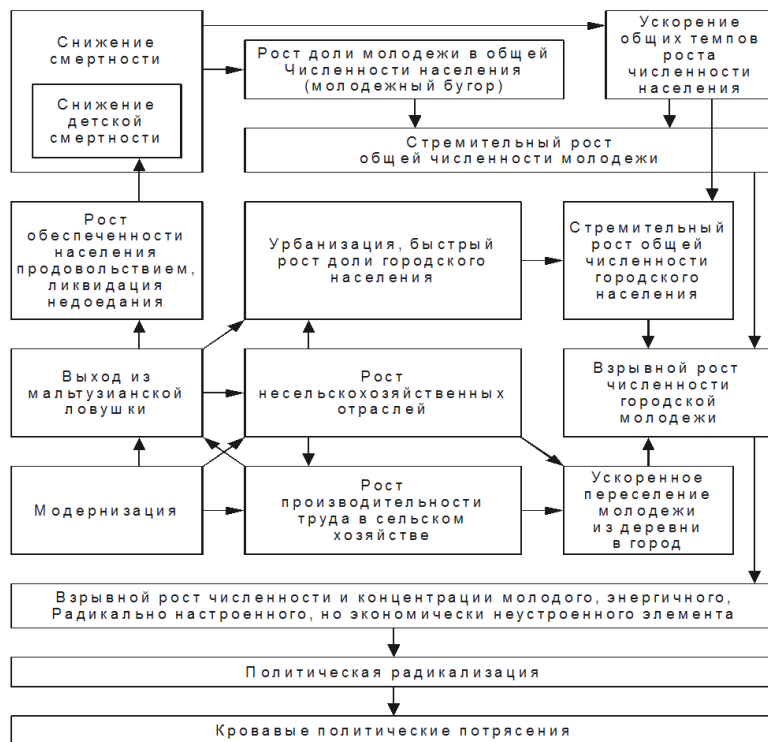 Снижение
смертности
Снижение
детской
смертности
Рост доли молодежи в общей
Численности населения
(молодежный бугор)
Ускорение
общих темпов
роста
численности
населения
Стремительный рост
общей численности молодежи
Рост
обеспеченности
населения
продовольствием,
ликвидация
недоедания
Урбанизация, быстрый
рост доли городского
населения
Стремительный
рост общей
численности
городского
населения
Выход из
мальтузианской
ловушки
Рост
несельскохозяйственных
отраслей
Взрывной рост
численности
городской
молодежи
Модернизация
Рост
производительности
труда в сельском
хозяйстве
Ускоренное
переселение
молодежи
из деревни
в город
Взрывной рост численности и концентрации молодого, энергичного,
Радикально настроенного, но экономически неустроенного элемента
Политическая радикализация
Кровавые политические потрясения